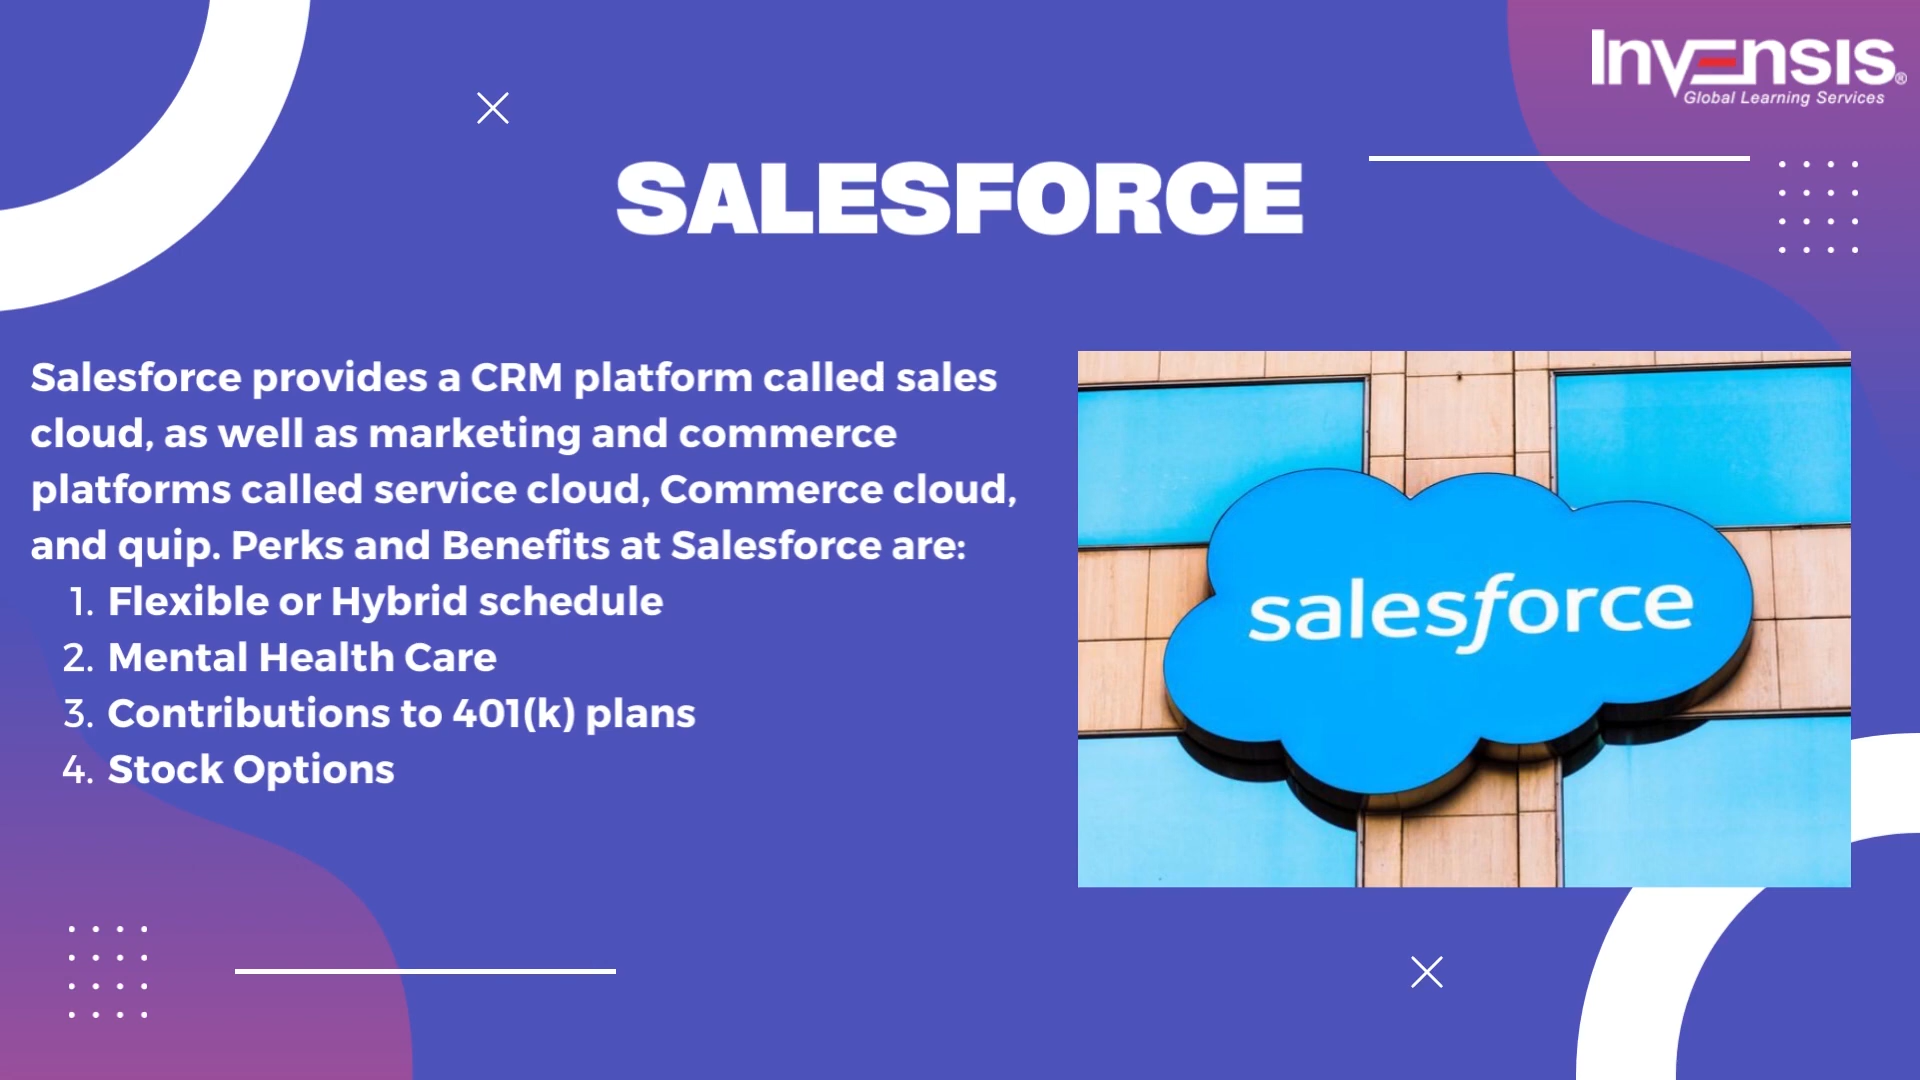 Invensis®
Global Learning Services
SALESFORCE
Salesforce provides a CRM platform called sales
cloud, as well as marketing and commerce
platforms called service cloud, Commerce cloud,
and quip. Perks and Benefits at Salesforce are:
1. Flexible or Hybrid schedule
2. Mental Health Care
3. Contributions to 401(k) plans
4. Stock Options
salesforce